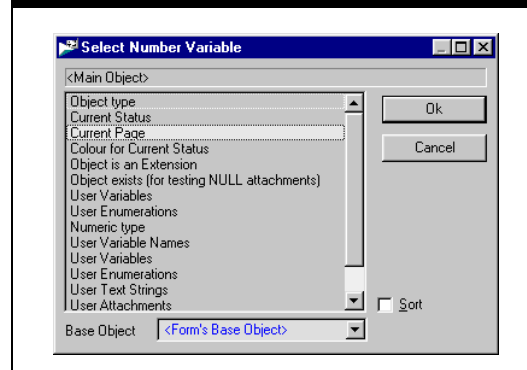 Select Number Variable
<Main Object>
Object type
Current Status
Current Page
Colour for Current Status
Object is an Extension
Object exists (for testing NULL attachments)
User Variables
User Enumerations
Numeric type
User Variable Names
User Variables
User Enumerations
User Text Strings
User Attachments
Ok
Cancel
Sort
Base Object <Form's Base Object>